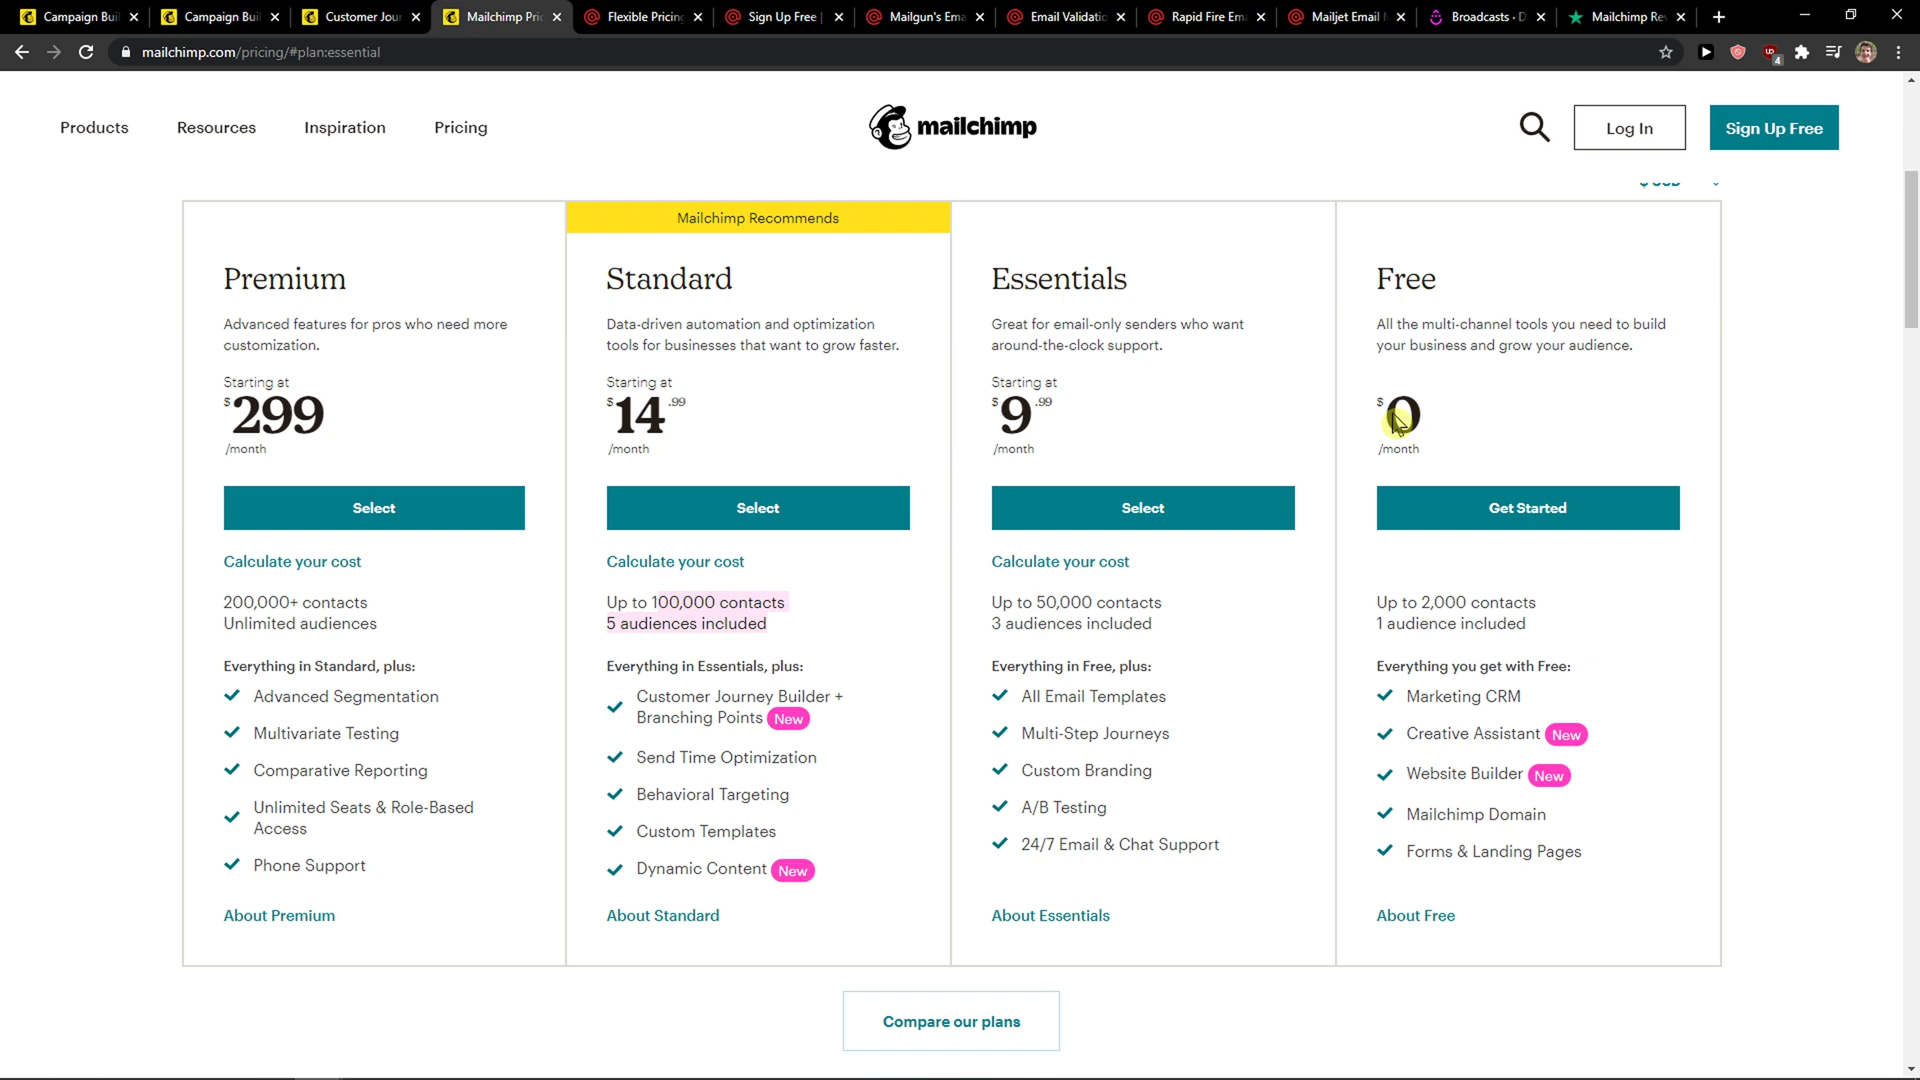 Campaign Buil
Campaign Buil
Customer Jour
Mailchimp Pric
Flexible Pricing
Sign Up Free |
Mailgun's Ema
Email Validatio
Rapid Fire Em
Mailjet Email
Broadcasts · D
Mailchimp Re
mailchimp.com/pricing/#plan:essential
4
Products
Resources
Inspiration
Pricing
mailchimp
Log In
Sign Up Free
Mailchimp Recommends
Premium
Advanced features for pros who need more
customization.
Starting at
$299
/month
Select
Calculate your cost
200,000+ contacts
Unlimited audiences
Everything in Standard, plus:
Advanced Segmentation
Multivariate Testing
Comparative Reporting
Unlimited Seats & Role-Based
Access
Phone Support
About Premium
Standard
Data-driven automation and optimization
tools for businesses that want to grow faster.
Starting at
$14.99
/month
Select
Calculate your cost
Up to 100,000 contacts
5 audiences included
Everything in Essentials, plus:
Customer Journey Builder +
Branching Points New
Send Time Optimization
Behavioral Targeting
Custom Templates
Dynamic Content New
About Standard
Essentials
Great for email-only senders who want
around-the-clock support.
Starting at
$9.99
/month
Select
Calculate your cost
Up to 50,000 contacts
3 audiences included
Everything in Free, plus:
All Email Templates
Multi-Step Journeys
Custom Branding
A/B Testing
24/7 Email & Chat Support
About Essentials
Free
All the multi-channel tools you need to build
your business and grow your audience.
$0
/month
Get Started
Up to 2,000 contacts
1 audience included
Everything you get with Free:
Marketing CRM
Creative Assistant New
Website Builder New
Mailchimp Domain
Forms & Landing Pages
About Free
Compare our plans